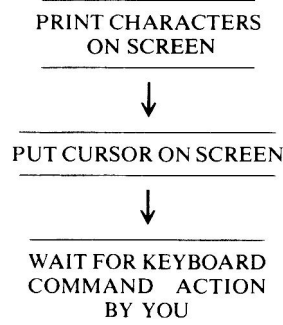 PRINT CHARACTERS
ON SCREEN
PUT CURSOR ON SCREEN
WAIT FOR KEYBOARD
COMMAND ACTION
BY YOU